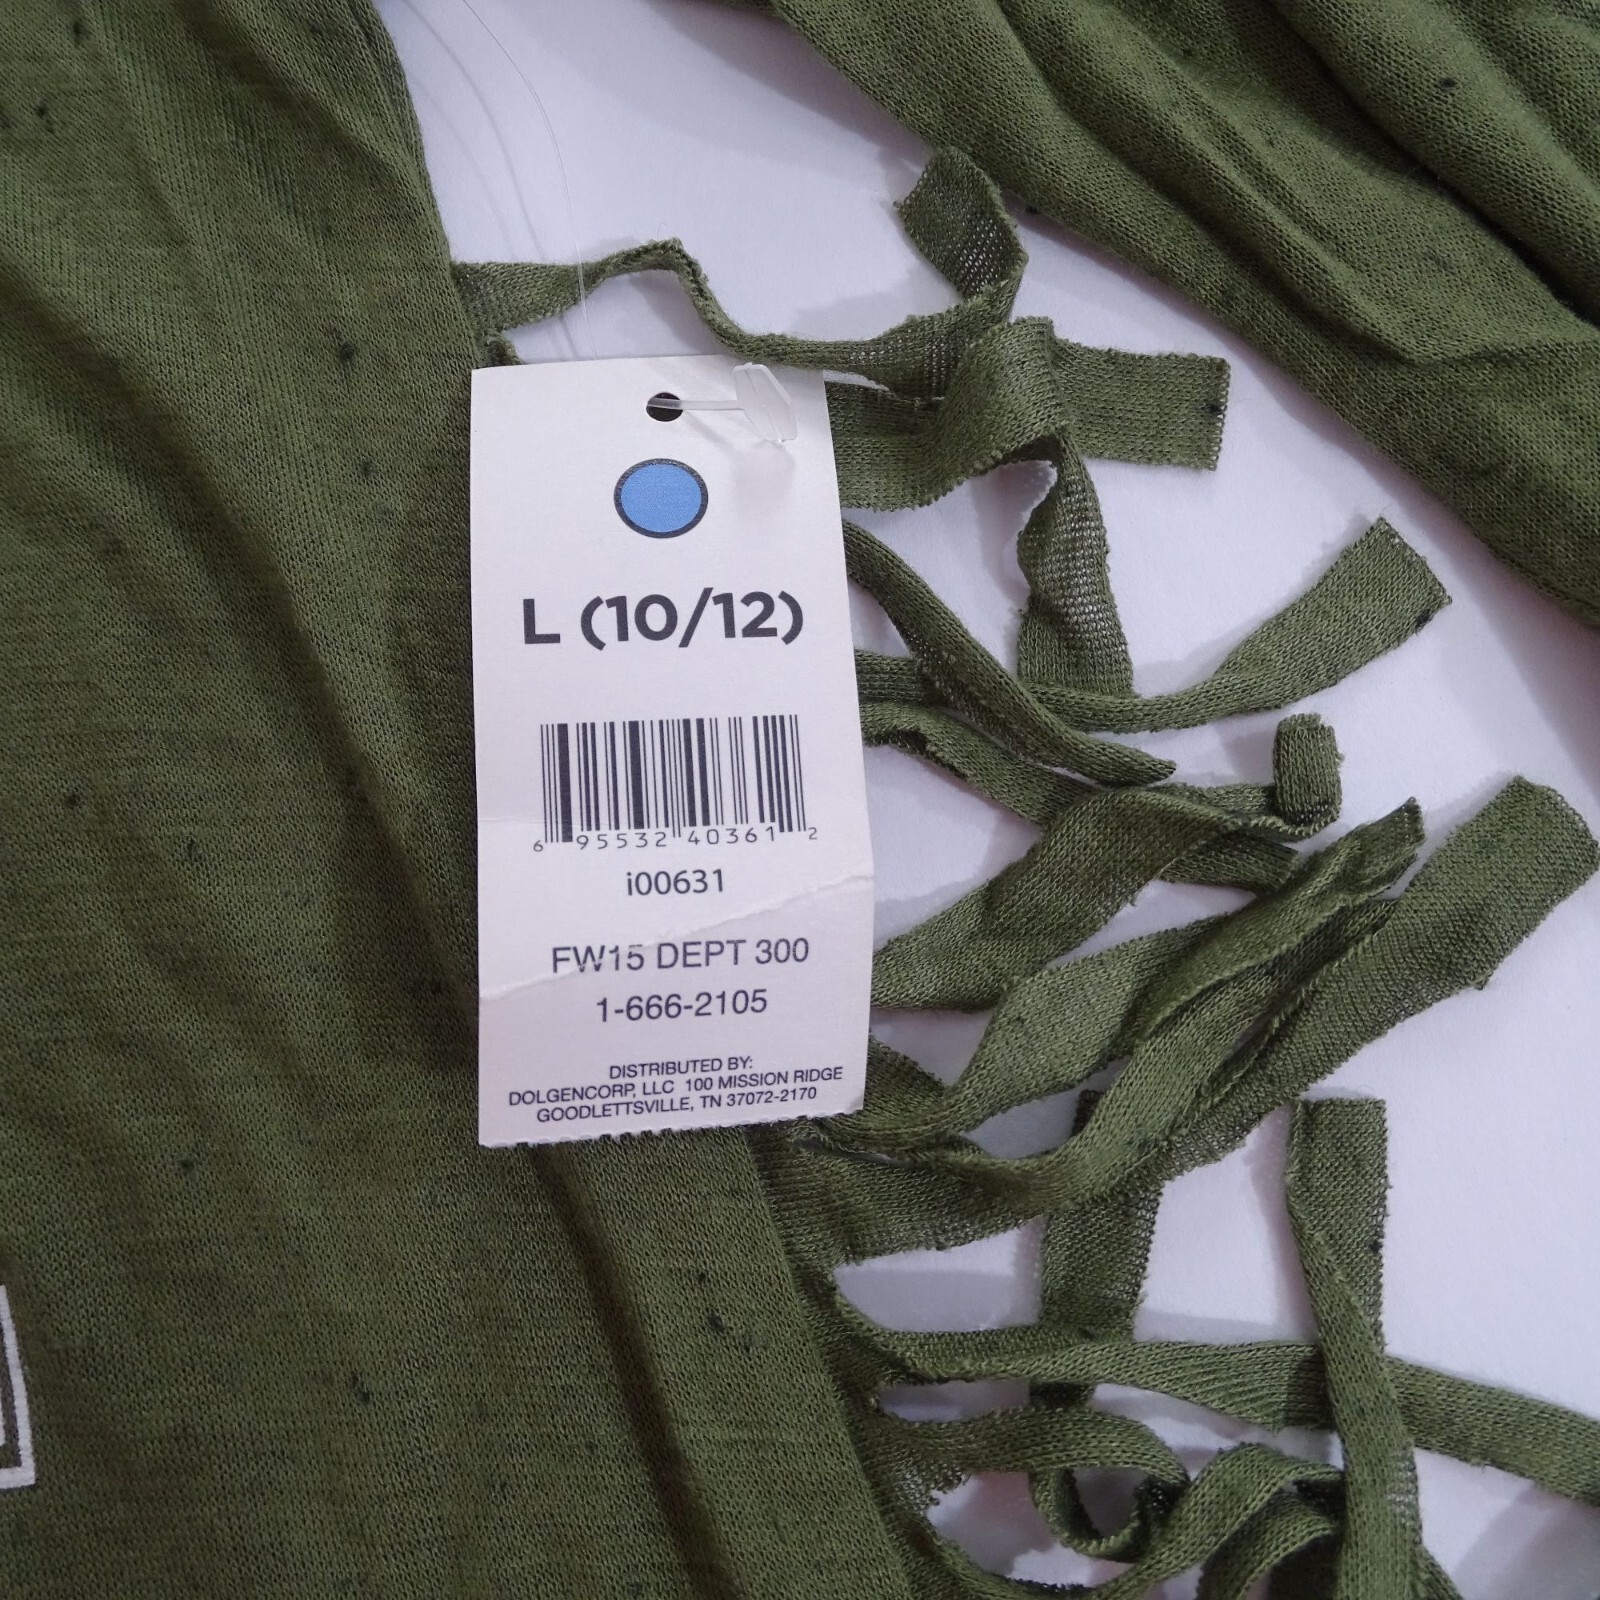 L (10/12)
6 95532 40361 2
i00631
FW15 DEPT 300
1-666-2105
DISTRIBUTED BY:
DOLGENCORP, LLC 100 MISSION RIDGE
GOODLETTSVILLE, TN 37072-2170